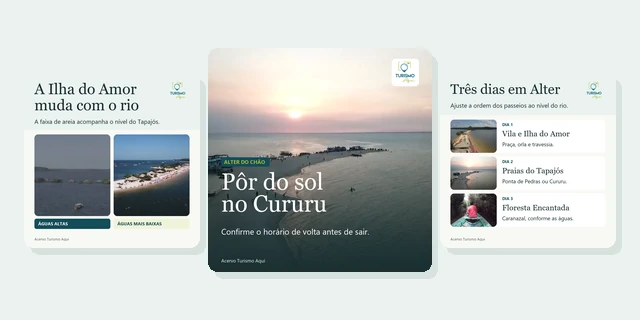 A Ilha do Amor
muda com o rio
A faixa de areia acompanha o nível do Tapajós.
ÁGUAS ALTAS
ÁGUAS MAIS BAIXAS
Acervo Turismo Aqui
TURISMO
ALTER DO CHÃO
Pôr do sol
no Cururu
Confirme o horário de volta antes de sair.
Acervo Turismo Aqui
Três dias em Alter
TURISMO
Ajuste a ordem dos passeios ao nível do rio.
DIA 1
Vila e Ilha do Amor
Praça, orla e travessia.
DIA 2
Praias do Tapajós
Ponta de Pedras ou Cururu.
DIA 3
Floresta Encantada
Caranazal, conforme as águas.
Acervo Turismo Aqui